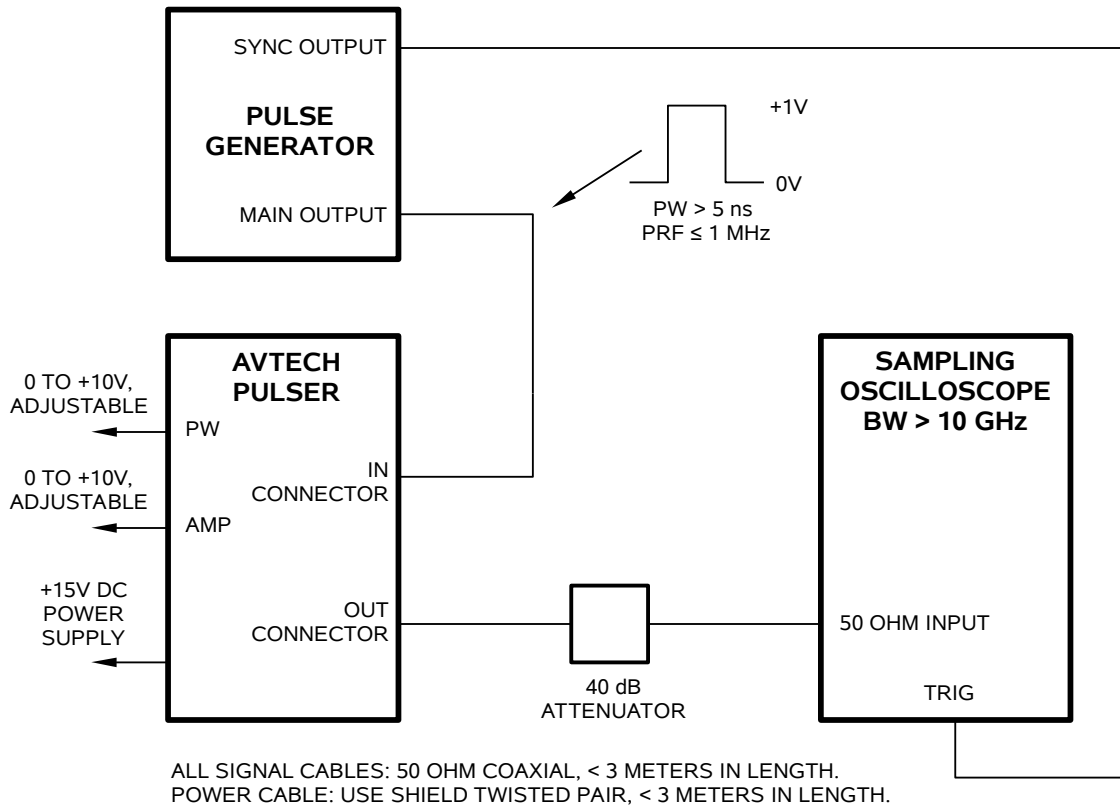 SYNC OUTPUT
PULSE
GENERATOR
MAIN OUTPUT
+1V
0V
PW > 5 ns
PRF ≤ 1 MHz
AVTECH
PULSER
0 TO +10V,
ADJUSTABLE
PW
IN
CONNECTOR
0 TO +10V,
ADJUSTABLE
AMP
+15V DC
POWER
SUPPLY
OUT
CONNECTOR
40 dB
ATTENUATOR
SAMPLING
OSCILLOSCOPE
BW > 10 GHz
50 OHM INPUT
TRIG
ALL SIGNAL CABLES: 50 OHM COAXIAL, < 3 METERS IN LENGTH.
POWER CABLE: USE SHIELD TWISTED PAIR, < 3 METERS IN LENGTH.